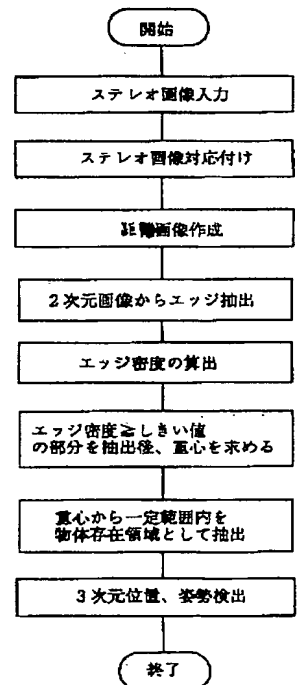 開始
ステレオ画像入力
ステレオ画像対応付け
距離画像作成
2次元画像からエッジ抽出
エッジ密度の算出
エッジ密度≧しきい値
の部分を抽出後、重心を求める
重心から一定範囲内を
物体存在領域として抽出
3次元位置、姿勢検出
終了